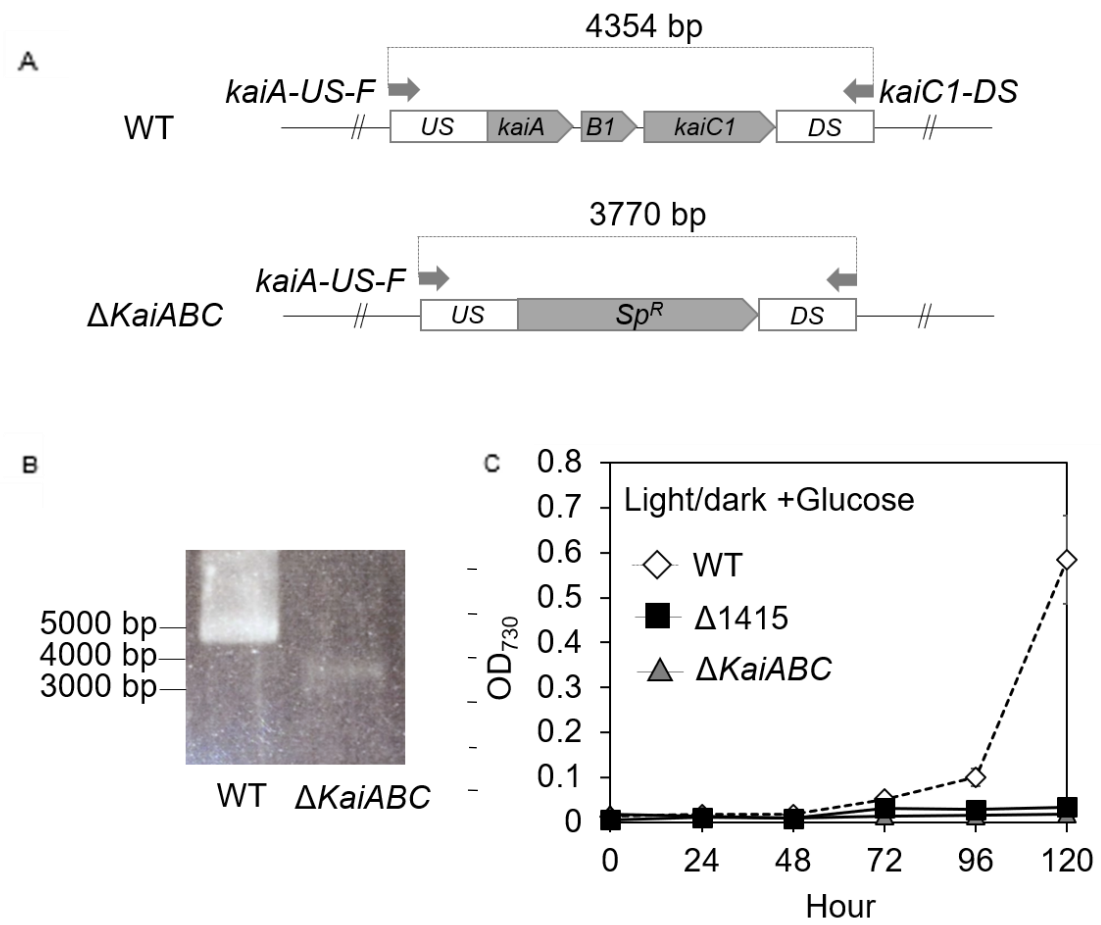 A
4354 bp
kaiA-US-F
kaiC1-DS
WT
US
kaiA
B1
kaiC1
DS
3770 bp
kaiA-US-F
ΔKaiABC
US
Sp^R
DS
B
5000 bp
4000 bp
3000 bp
WT
ΔKaiABC
C
0.8
0.7
0.6
0.5
0.4
0.3
0.2
0.1
0
OD730
Light/dark +Glucose
WT
Δ1415
ΔKaiABC
0 24 48 72 96 120
Hour